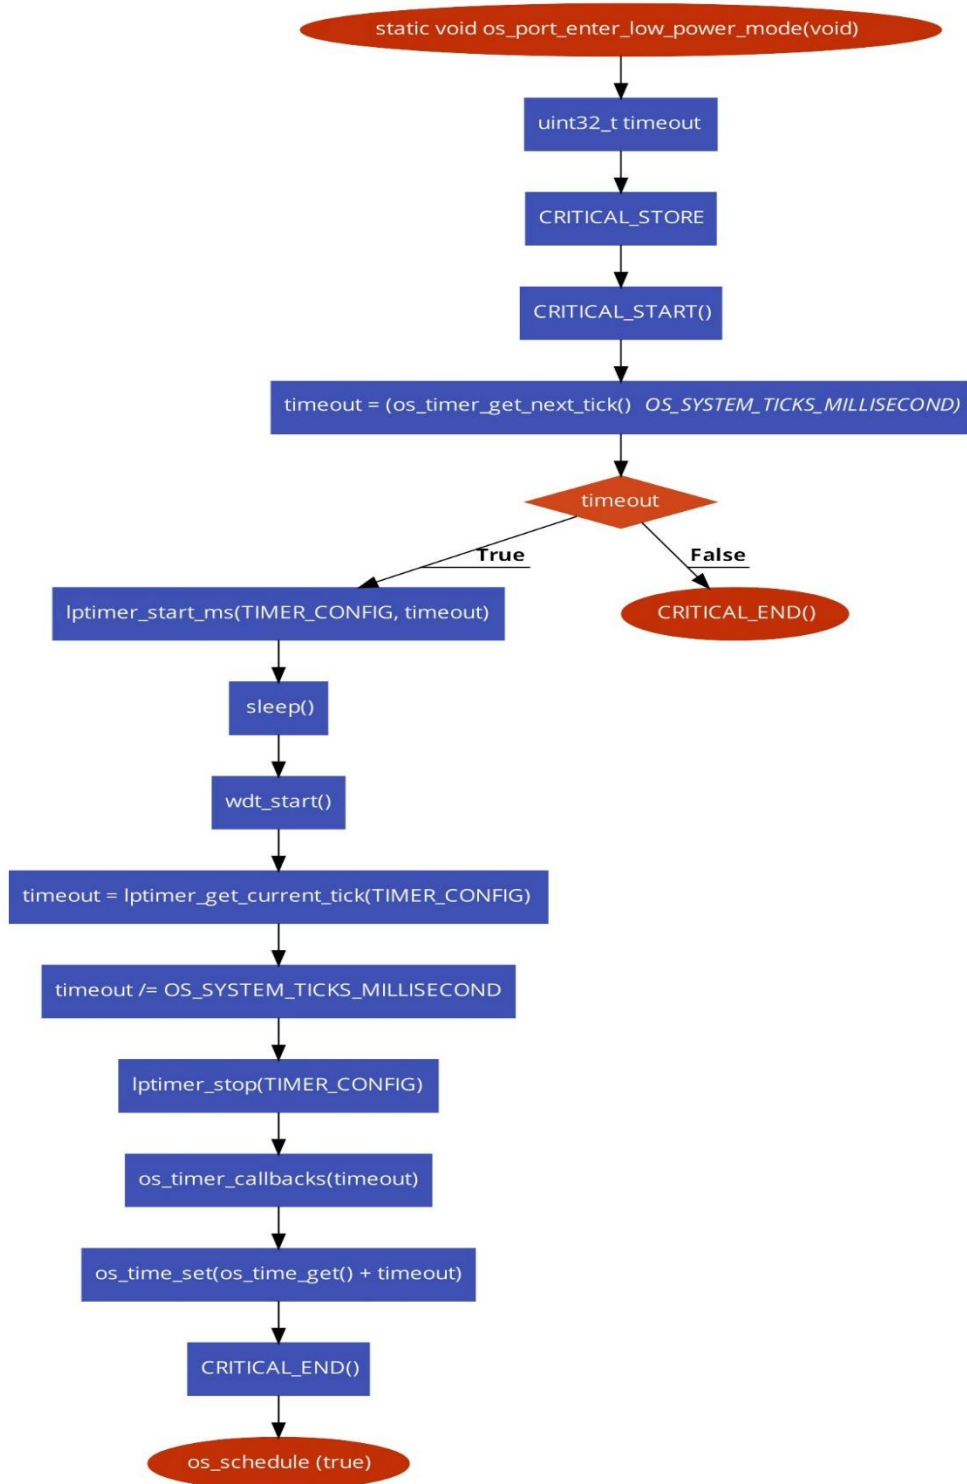 static void os_port_enter_low_power_mode(void)
uint32_t timeout
CRITICAL_STORE
CRITICAL_START()
timeout = (os_timer_get_next_tick() OS_SYSTEM_TICKS_MILLISECOND)
timeout
True
False
lptimer_start_ms(TIMER_CONFIG, timeout)
CRITICAL_END()
sleep()
wdt_start()
timeout = lptimer_get_current_tick(TIMER_CONFIG)
timeout /= OS_SYSTEM_TICKS_MILLISECOND
lptimer_stop(TIMER_CONFIG)
os_timer_callbacks(timeout)
os_time_set(os_time_get() + timeout)
CRITICAL_END()
os_schedule (true)